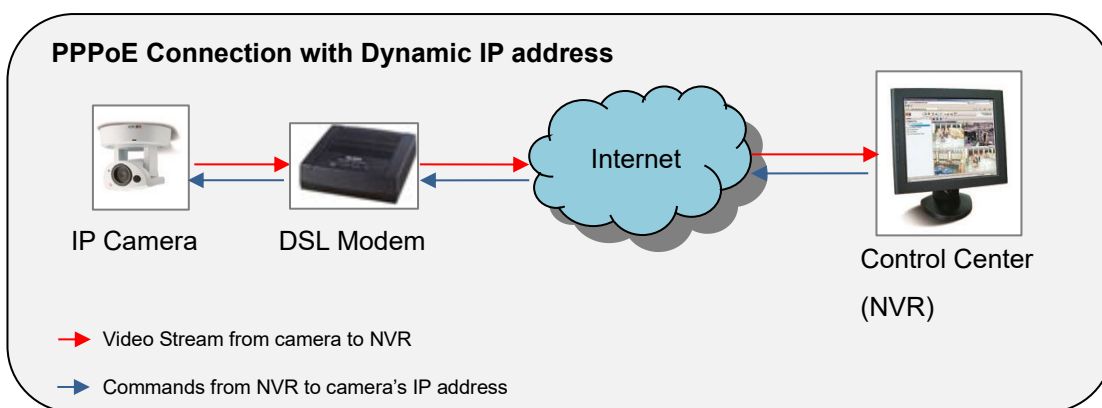 PPPoE Connection with Dynamic IP address
Internet
IP Camera
DSL Modem
Control Center
(NVR)
Video Stream from camera to NVR
Commands from NVR to camera’s IP address